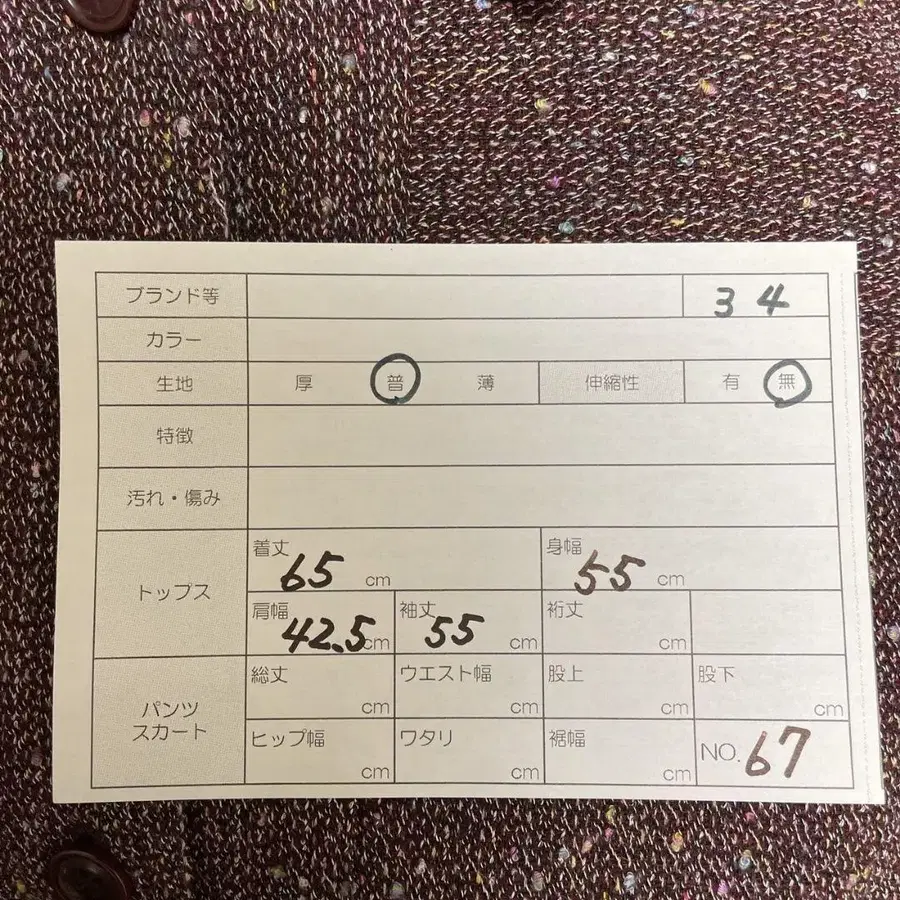 ブランド等 34
カラー
生地 厚 普 薄 伸縮性 有 無
特徴
汚れ・傷み
トップス
着丈 65 cm 身幅 55 cm
肩幅 42.5 cm 袖丈 55 cm 裄丈 cm
パンツ
スカート
総丈 cm ウエスト幅 cm 股上 cm 股下 cm
ヒップ幅 cm ワタリ cm 裾幅 cm NO. 67